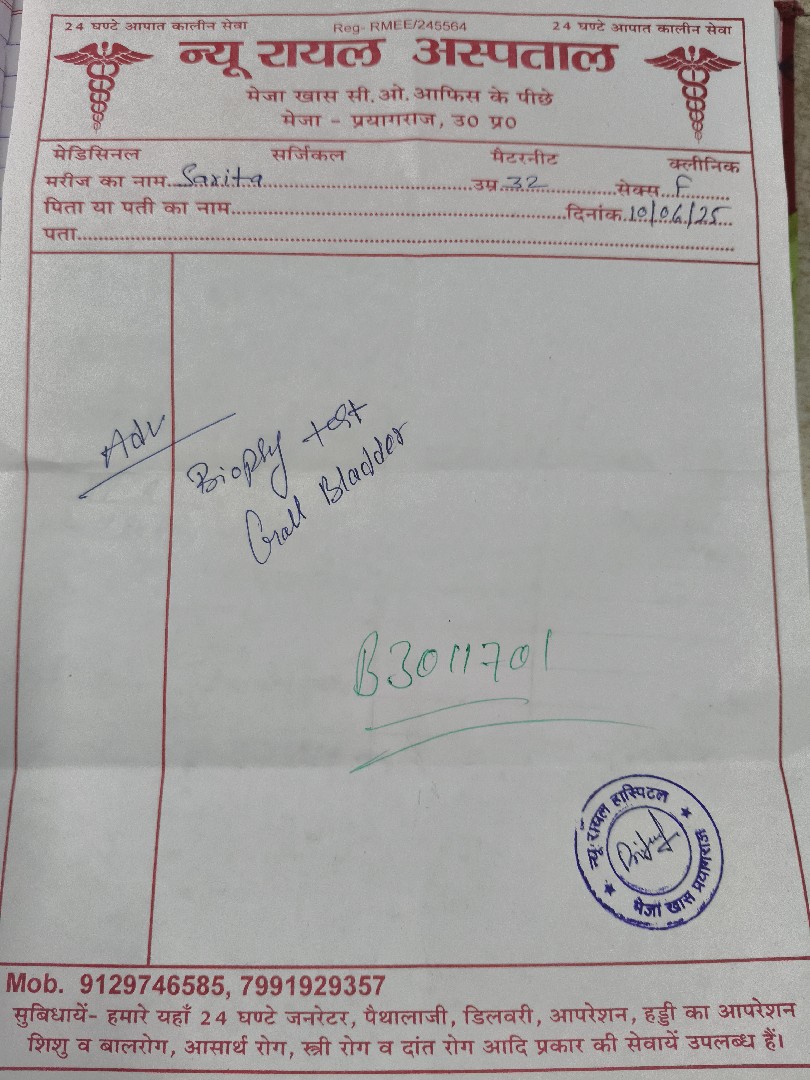 24 घण्टे आपात कालीन सेवा Reg- RMEE/245564 24 घण्टे आपात कालीन सेवा
न्यू रायल अस्पताल
मेजा खास सी.ओ.आफिस के पीछे
मेजा - प्रयागराज, उ० प्र०
मेडिसिनल सर्जिकल मैटरनीट क्लीनिक
मरीज का नाम Sarita उम्र 32 सेक्स F
पिता या पती का नाम दिनांक 10/06/25
पता
Adv
Biopsy test
Gall Bladder
B3011701
न्यू रायल हास्पिटल
मेजा खास प्रयागराज
Mob. 9129746585, 7991929357
सुबिधायें- हमारे यहाँ 24 घण्टे जनरेटर, पैथालाजी, डिलवरी, आपरेशन, हड्डी का आपरेशन
शिशु व बालरोग, आसार्थ रोग, स्त्री रोग व दांत रोग आदि प्रकार की सेवायें उपलब्ध हैं।